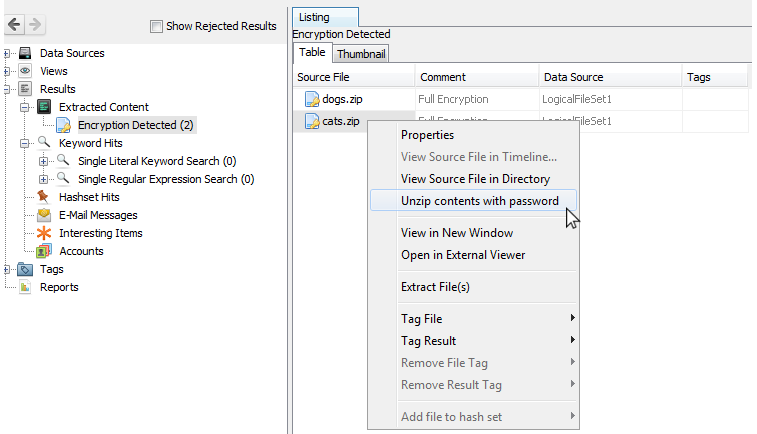 Show Rejected Results
Data Sources
Views
Results
Extracted Content
Encryption Detected (2)
Keyword Hits
Single Literal Keyword Search (0)
Single Regular Expression Search (0)
Hashset Hits
E-Mail Messages
Interesting Items
Accounts
Tags
Reports
Listing
Encryption Detected
Table Thumbnail
Source File Comment Data Source Tags
dogs.zip Full Encryption LogicalFileSet1
cats.zip Full Encryption LogicalFileSet1
Properties
View Source File in Timeline...
View Source File in Directory
Unzip contents with password
View in New Window
Open in External Viewer
Extract File(s)
Tag File
Tag Result
Remove File Tag
Remove Result Tag
Add file to hash set